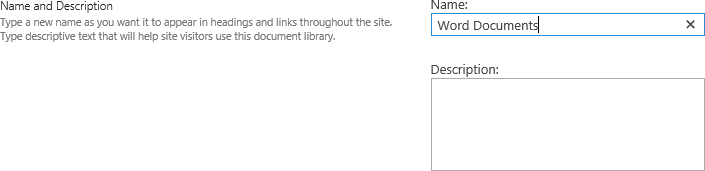 Name and Description
Type a new name as you want it to appear in headings and links throughout the site.
Type descriptive text that will help site visitors use this document library.
Name:
Word Documents
Description: